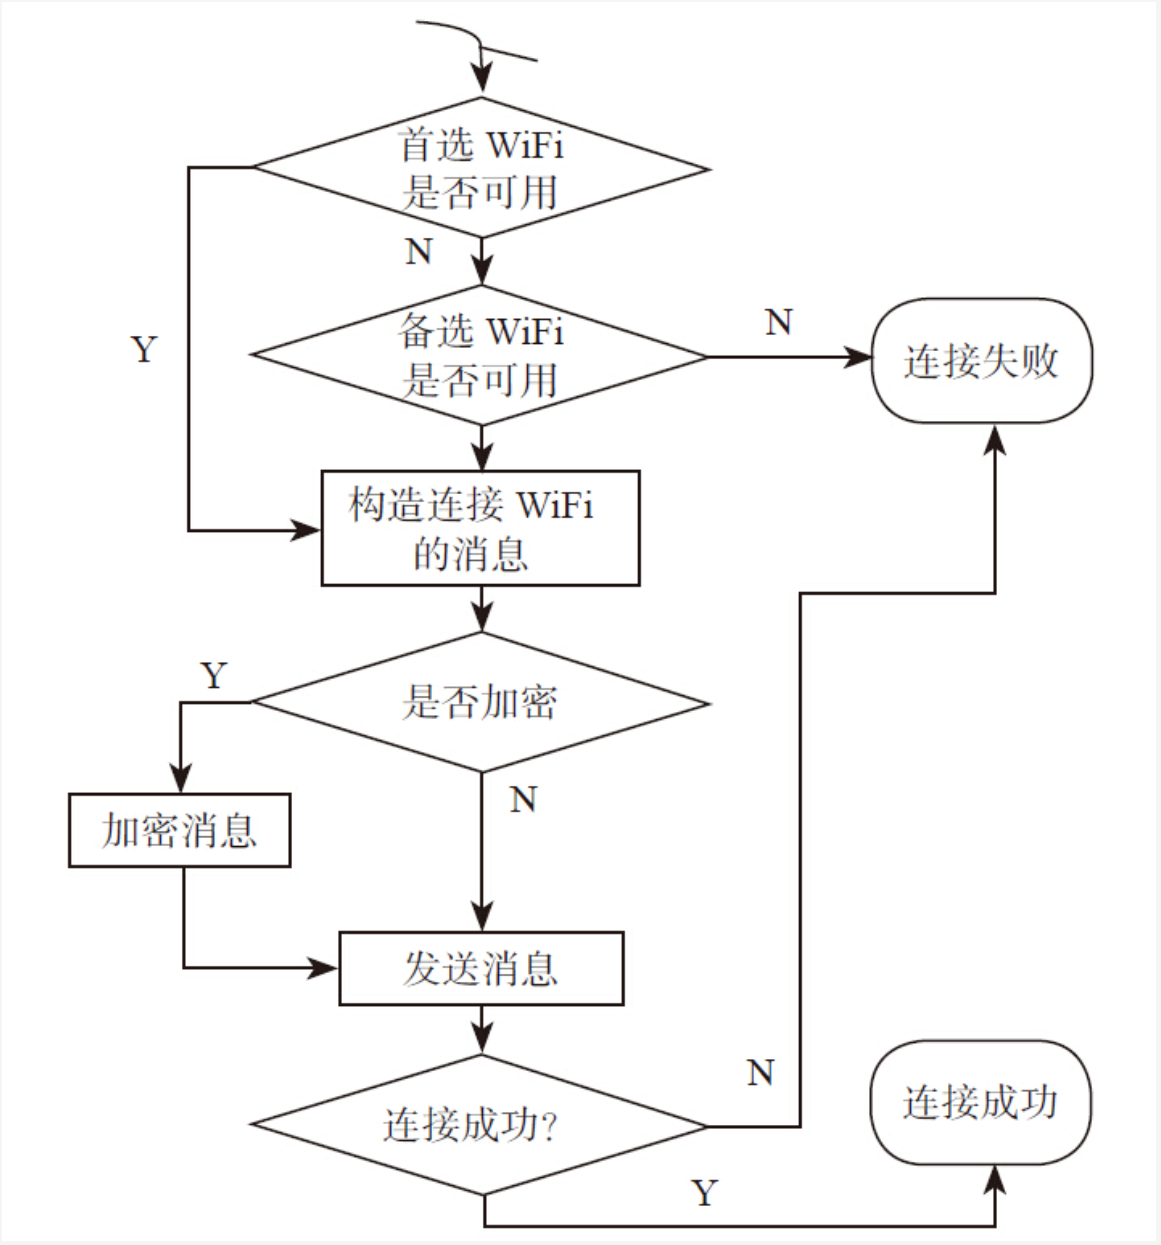 首选 WiFi
是否可用
N
备选 WiFi
是否可用
N
Y
连接失败
构造连接 WiFi
的消息
Y
是否加密
N
加密消息
发送消息
N
连接成功?
连接成功
Y